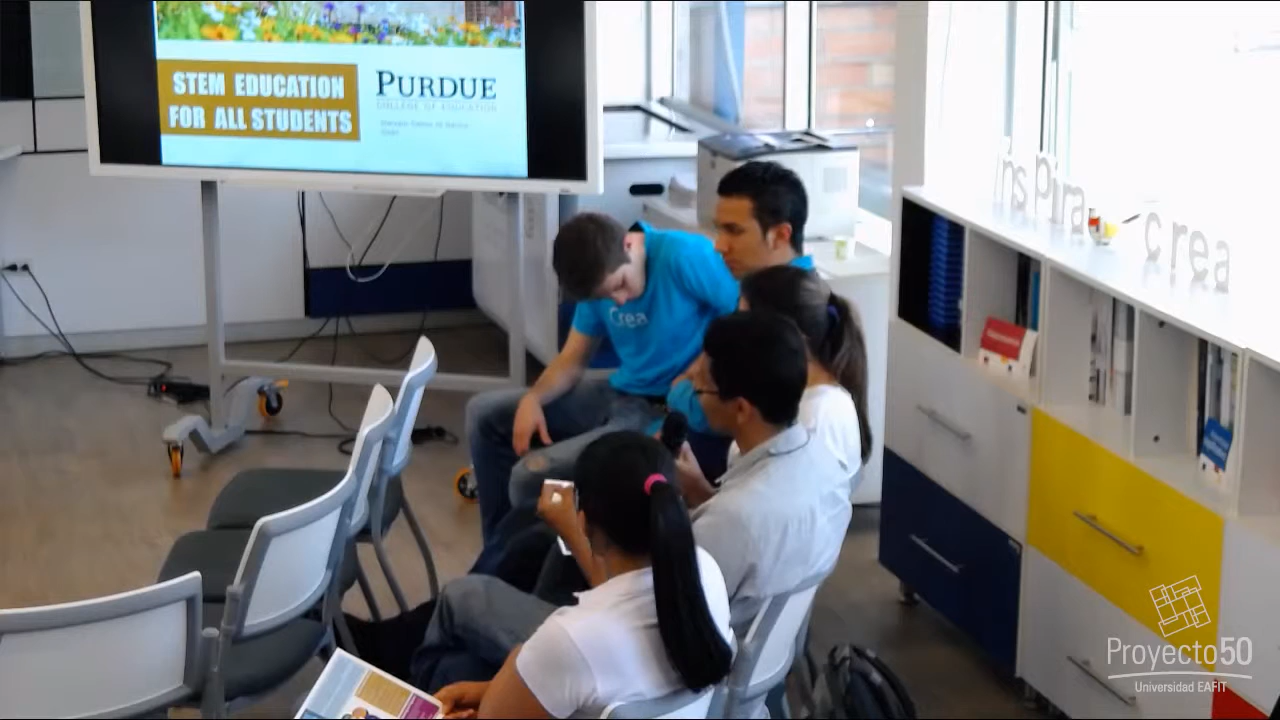 STEM EDUCATION
FOR ALL STUDENTS
PURDUE
COLLEGE OF EDUCATION
Inspira
crea
Crea
Proyecto50
Universidad EAFIT